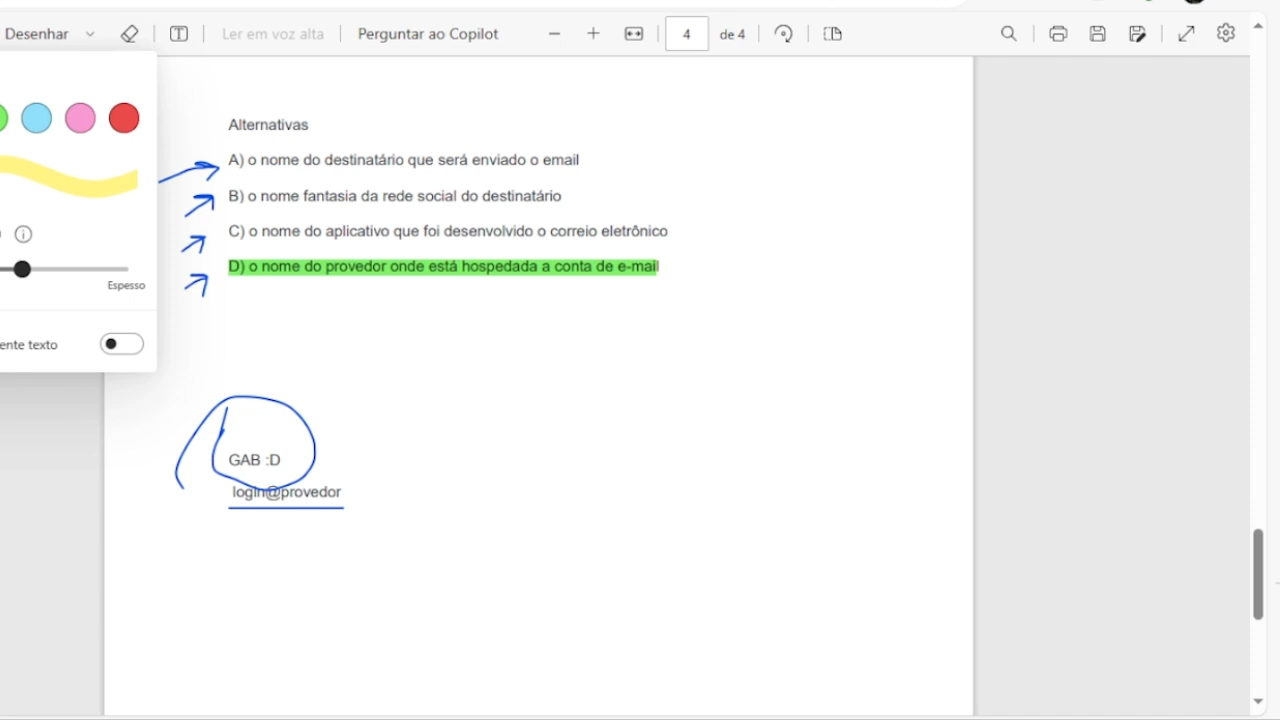 Desenhar
Ler em voz alta
Perguntar ao Copilot
4
de 4
Alternativas
A) o nome do destinatário que será enviado o email
B) o nome fantasia da rede social do destinatário
C) o nome do aplicativo que foi desenvolvido o correio eletrônico
D) o nome do provedor onde está hospedada a conta de e-mail
Espesso
ente texto
GAB :D
login@provedor